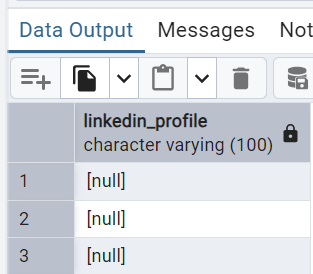 Data Output Messages Not
linkedin_profile
character varying (100)
1 [null]
2 [null]
3 [null]